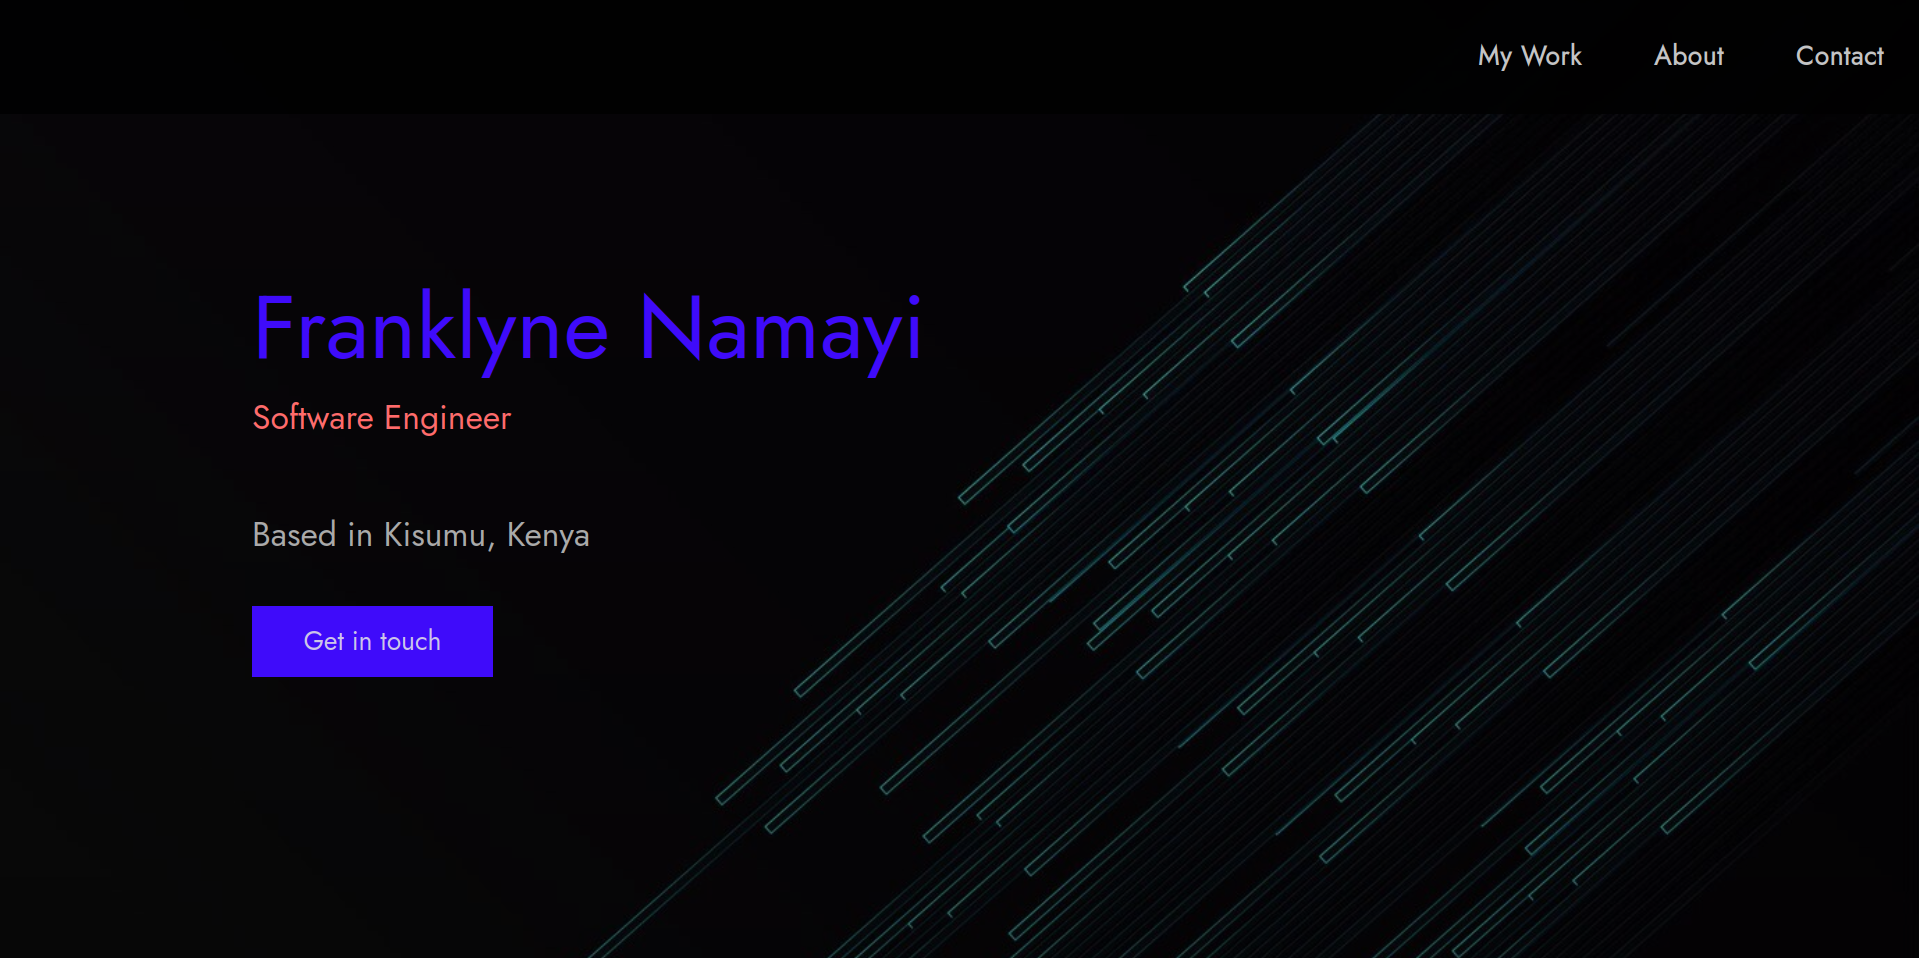 My Work About Contact
Franklyne Namayi
Software Engineer
Based in Kisumu, Kenya
Get in touch